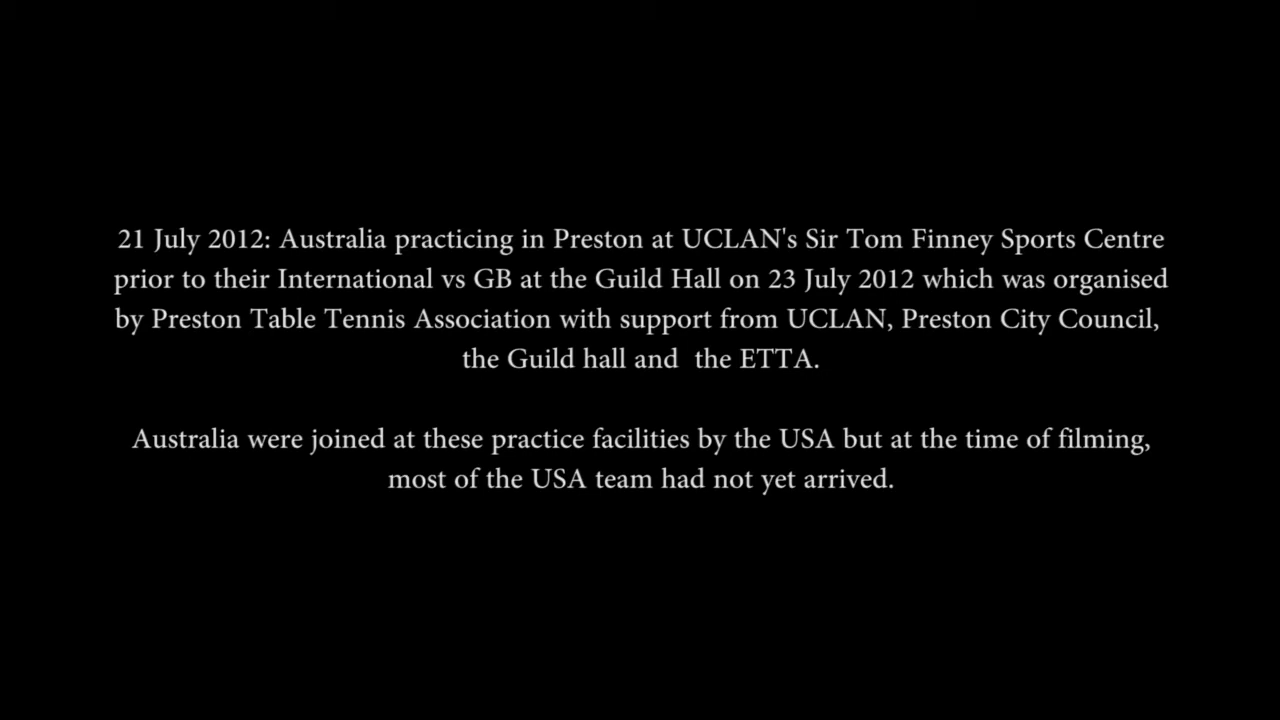 21 July 2012: Australia practicing in Preston at UCLAN's Sir Tom Finney Sports Centre
prior to their International vs GB at the Guild Hall on 23 July 2012 which was organised
by Preston Table Tennis Association with support from UCLAN, Preston City Council,
the Guild hall and  the ETTA.
Australia were joined at these practice facilities by the USA but at the time of filming,
most of the USA team had not yet arrived.